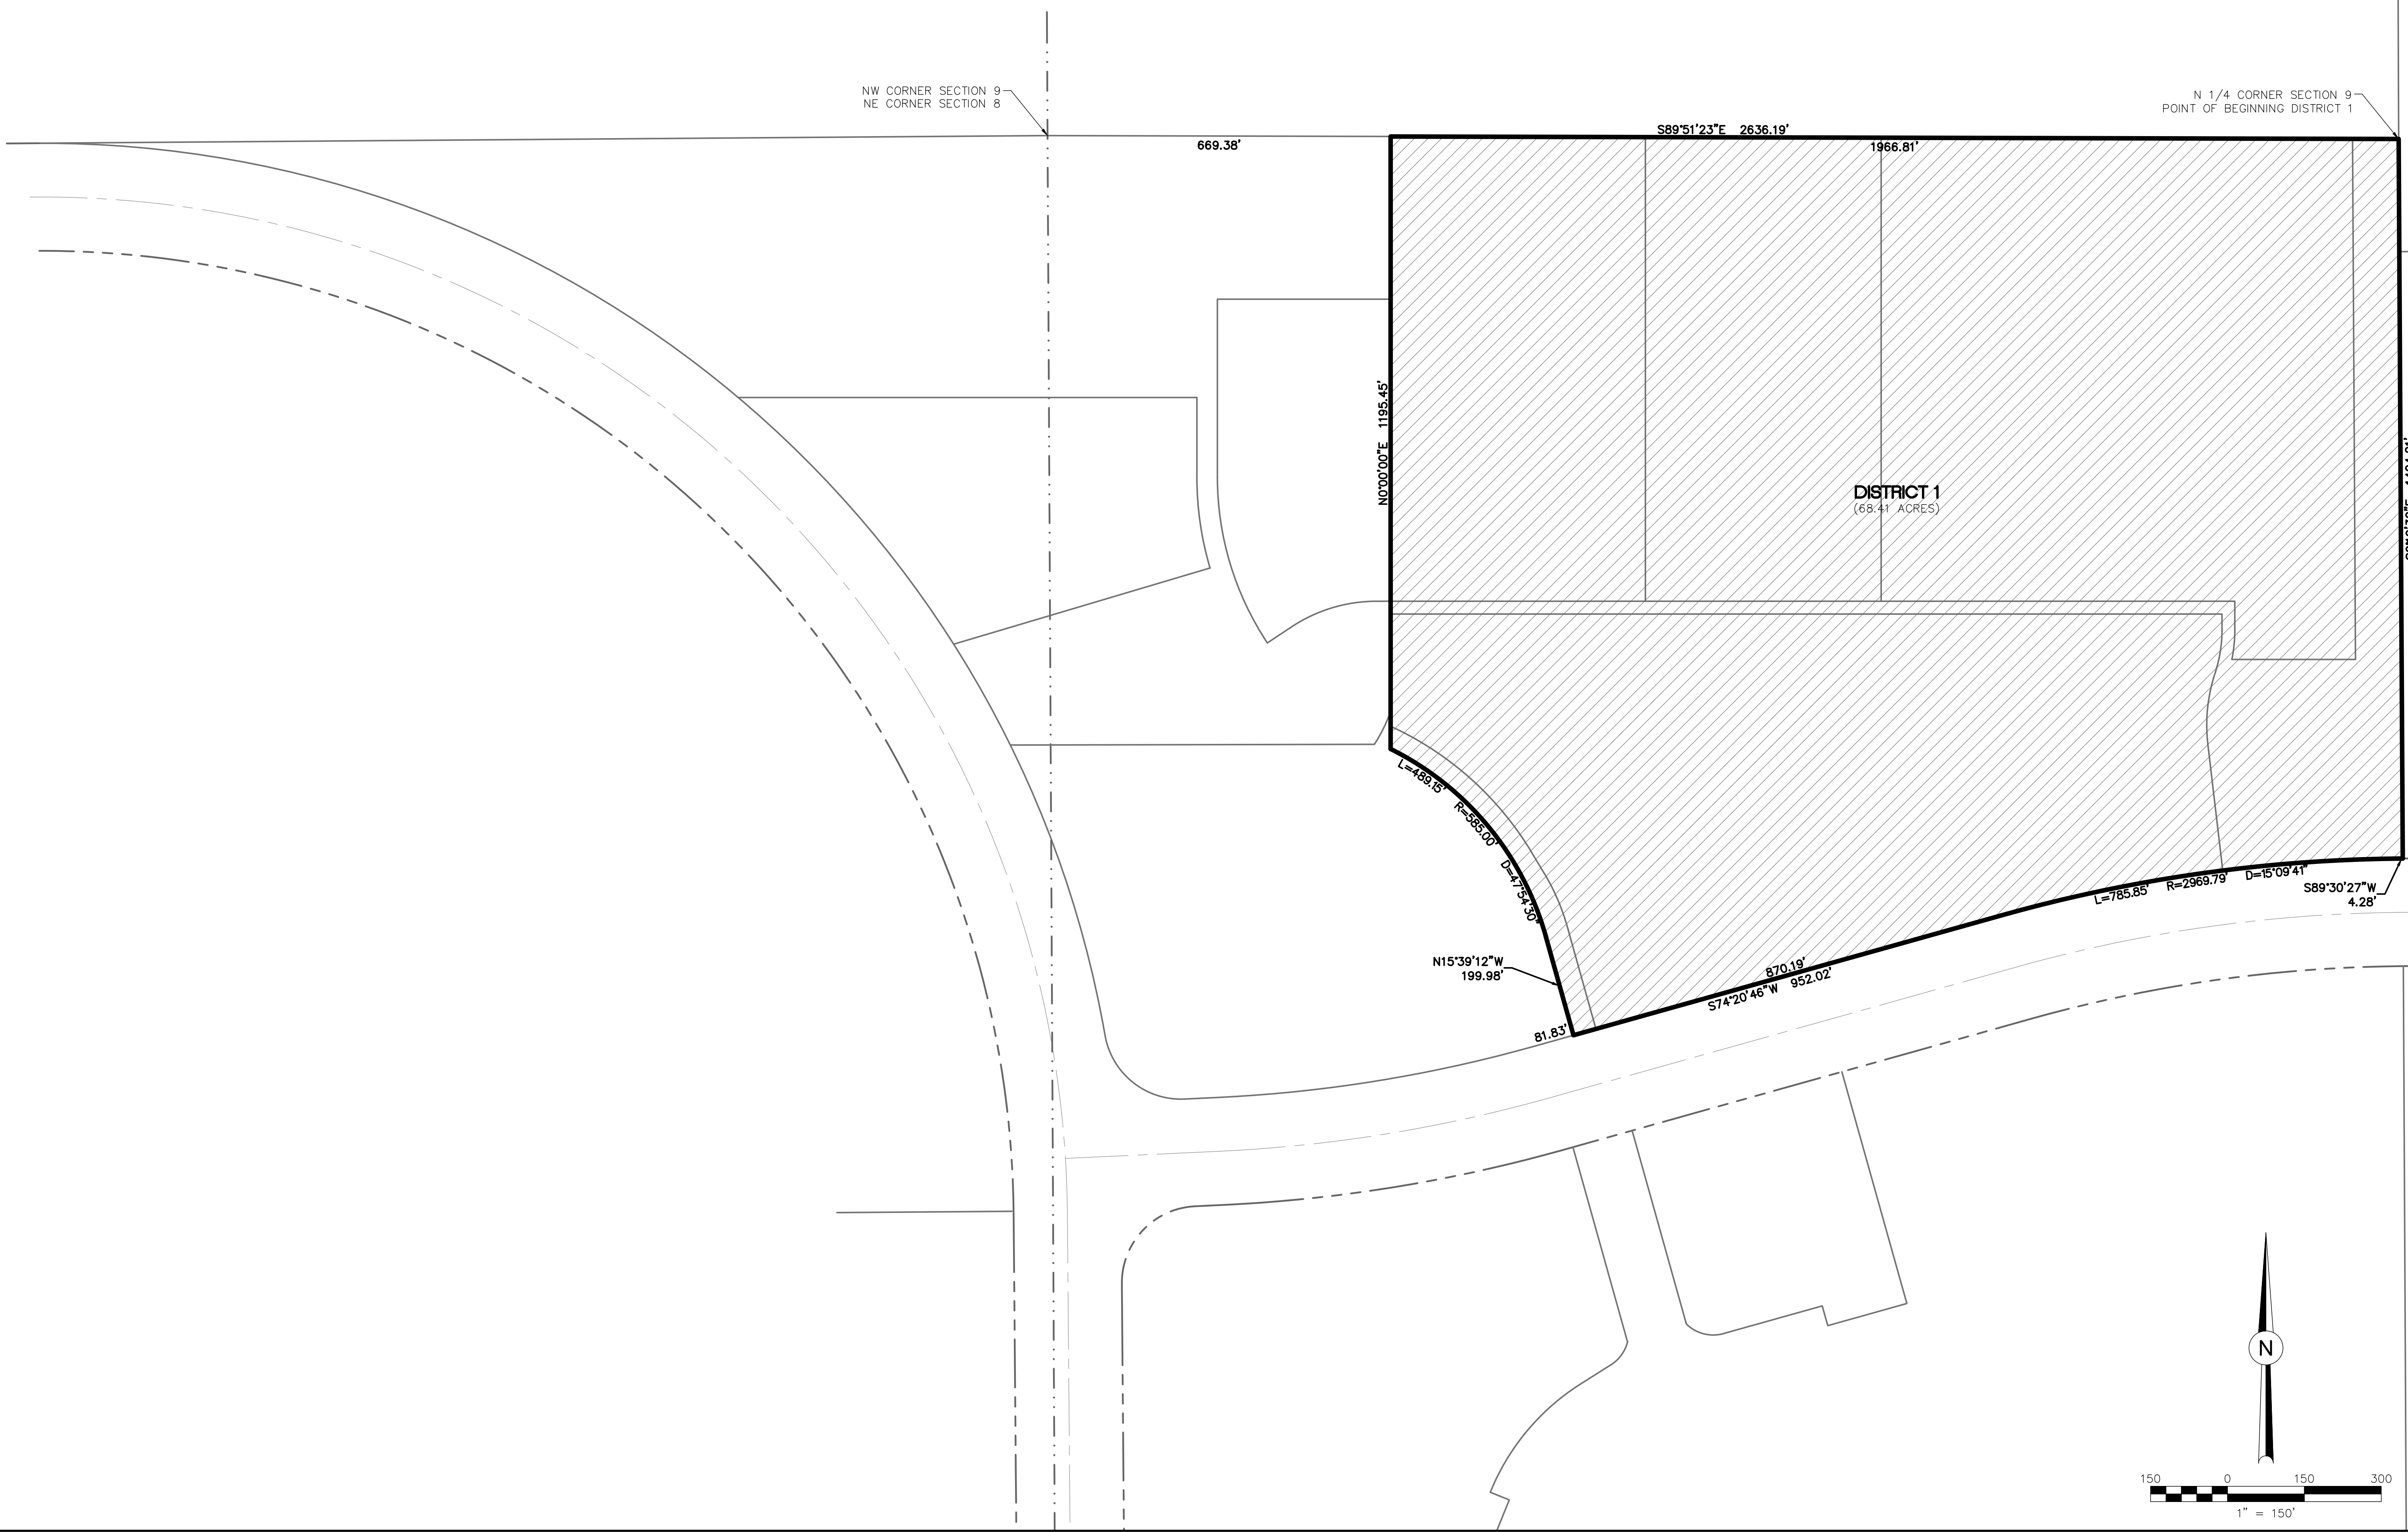 NW CORNER SECTION 9
NE CORNER SECTION 8
N 1/4 CORNER SECTION 9
POINT OF BEGINNING DISTRICT 1
S89°51'23"E 2636.19'
669.38'
1966.81'
N0°00'00"E 1195.45'
DISTRICT 1
(68.41 ACRES)
L=489.15' R=585.00' D=47°54'30"
L=785.85' R=2969.79' D=15°09'41"
S89°30'27"W
4.28'
N15°39'12"W
199.98'
870.19'
S74°20'46"W 952.02'
81.83'
N
150 0 150 300
1" = 150'